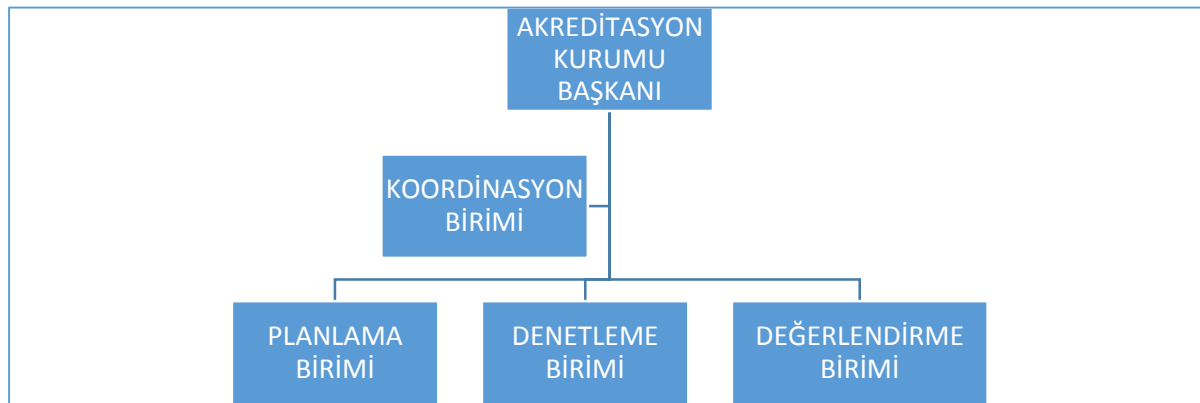 AKREDİTASYON
KURUMU
BAŞKANI
KOORDİNASYON
BİRİMİ
PLANLAMA
BİRİMİ
DENETLEME
BİRİMİ
DEĞERLENDİRME
BİRİMİ